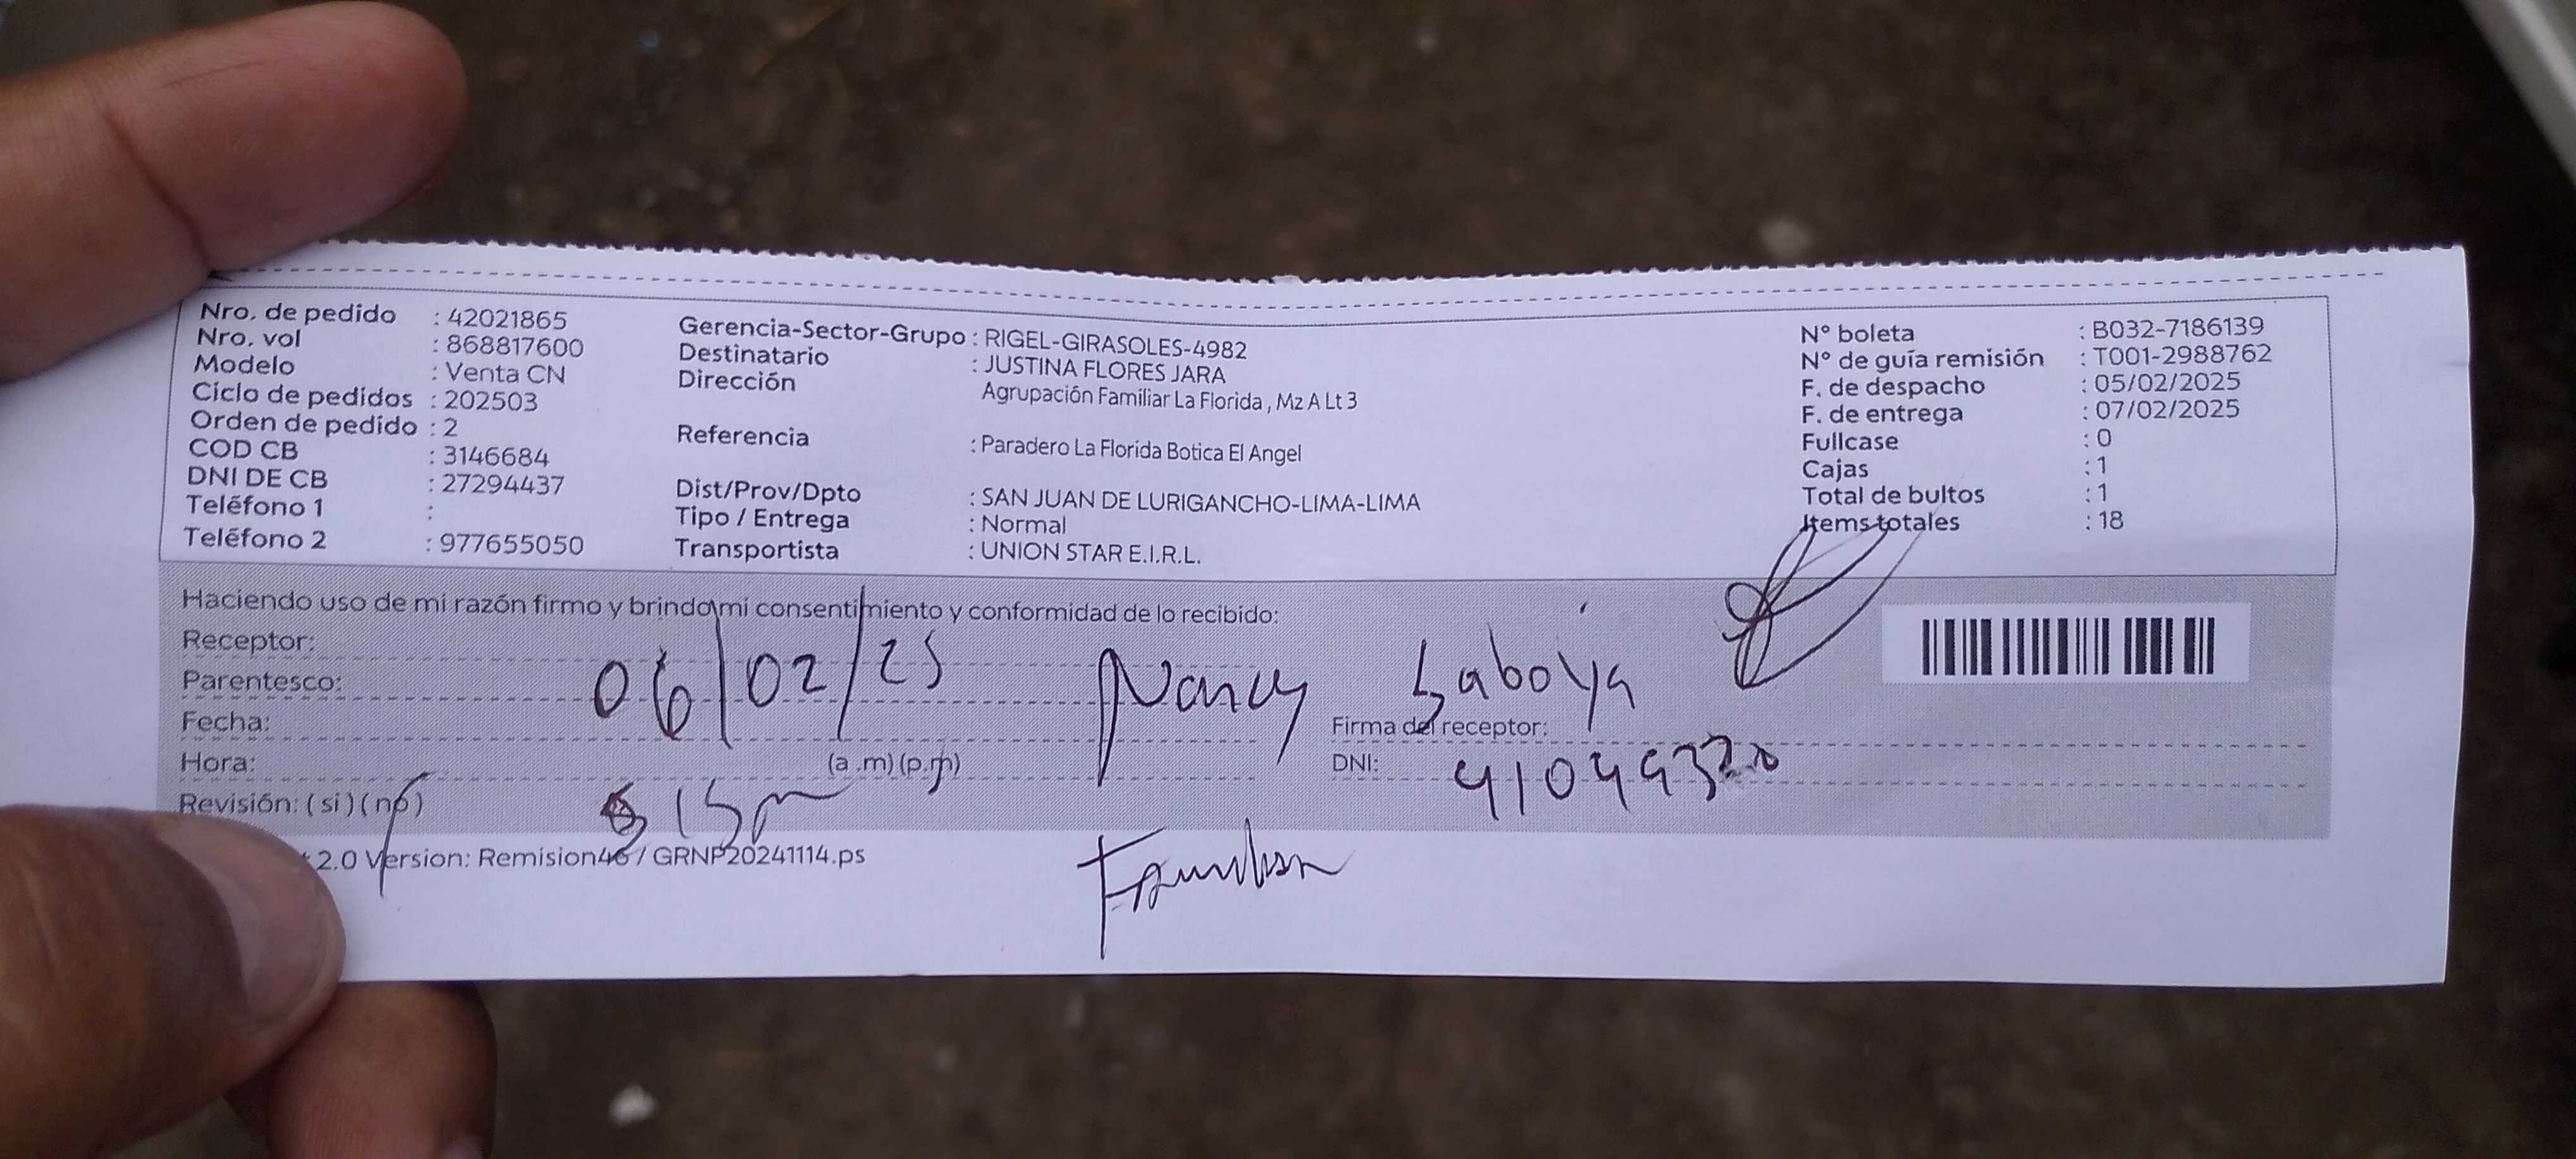 Nro. de pedido : 42021865
Nro. vol : 868817600
Modelo : Venta CN
Ciclo de pedidos : 202503
Orden de pedido : 2
COD CB : 3146684
DNI DE CB : 27294437
Teléfono 1 :
Teléfono 2 : 977655050
Gerencia-Sector-Grupo : RIGEL-GIRASOLES-4982
Destinatario : JUSTINA FLORES JARA
Dirección
Agrupación Familiar La Florida , Mz A Lt 3
Referencia : Paradero La Florida Botica El Angel
Dist/Prov/Dpto : SAN JUAN DE LURIGANCHO-LIMA-LIMA
Tipo / Entrega : Normal
Transportista : UNION STAR E.I.R.L.
N° boleta : B032-7186139
N° de guía remisión : T001-2988762
F. de despacho : 05/02/2025
F. de entrega : 07/02/2025
Fullcase : 0
Cajas : 1
Total de bultos : 1
Items totales : 18
Haciendo uso de mi razón firmo y brindo mi consentimiento y conformidad de lo recibido:
Receptor:
Parentesco:
06/02/25 Nancy Saboya
Fecha:
Firma del receptor:
Hora: (a .m) (p.m)
DNI:
Revisión: ( si ) ( no )
2.0 Version: Remision46 / GRNP20241114.ps